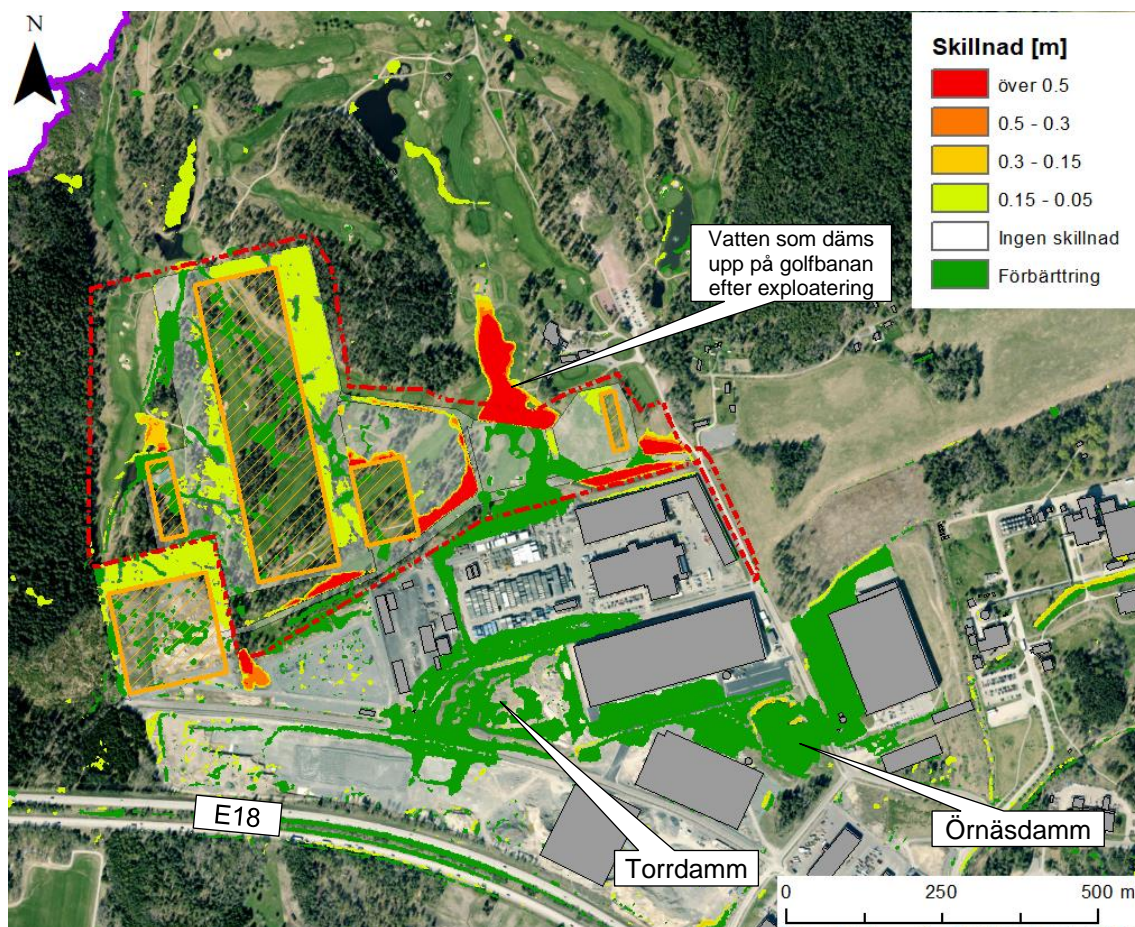 N
Skillnad [m]
över 0.5
0.5 - 0.3
0.3 - 0.15
0.15 - 0.05
Ingen skillnad
Förbärttring
Vatten som däms
upp på golfbanan
efter exploatering
E18
Torrdamm
Örnäsdamm
0 250 500 m